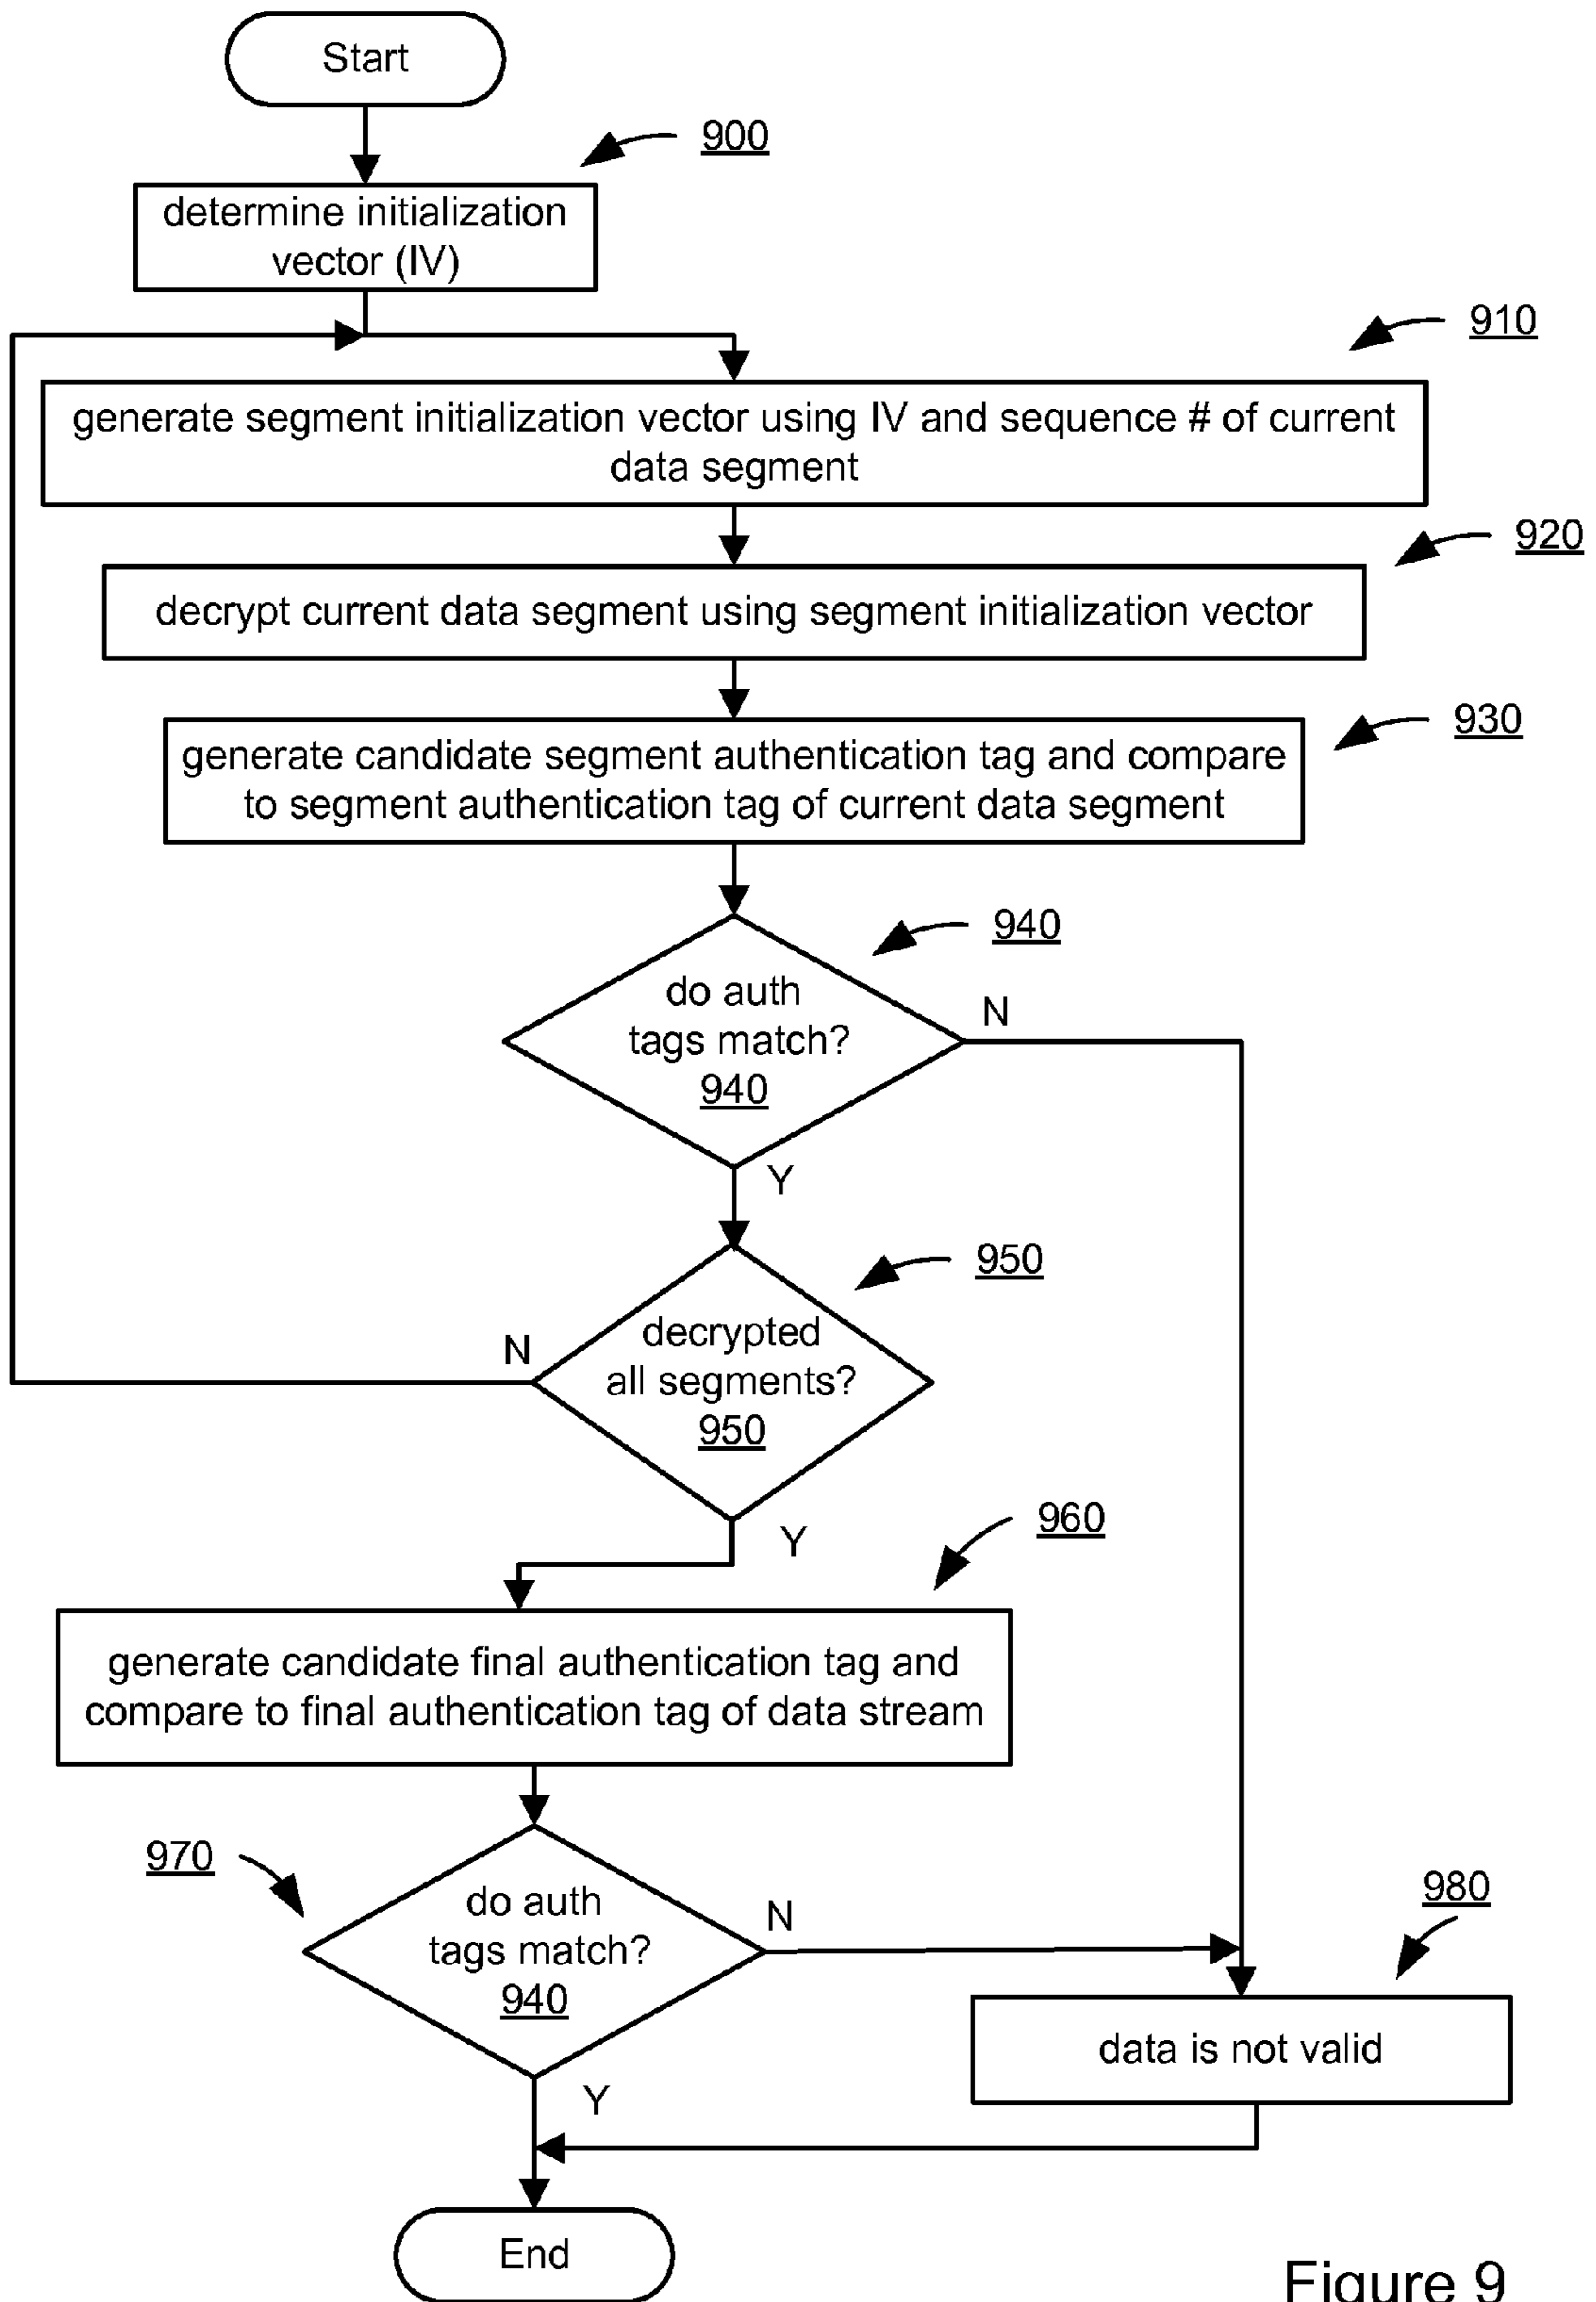 Start
900
determine initialization
vector (IV)
910
generate segment initialization vector using IV and sequence # of current
data segment
920
decrypt current data segment using segment initialization vector
930
generate candidate segment authentication tag and compare
to segment authentication tag of current data segment
940
do auth
tags match?
940
N
Y
950
decrypted
all segments?
950
N
Y
960
generate candidate final authentication tag and
compare to final authentication tag of data stream
970
do auth
tags match?
940
N
Y
980
data is not valid
End
Figure 9